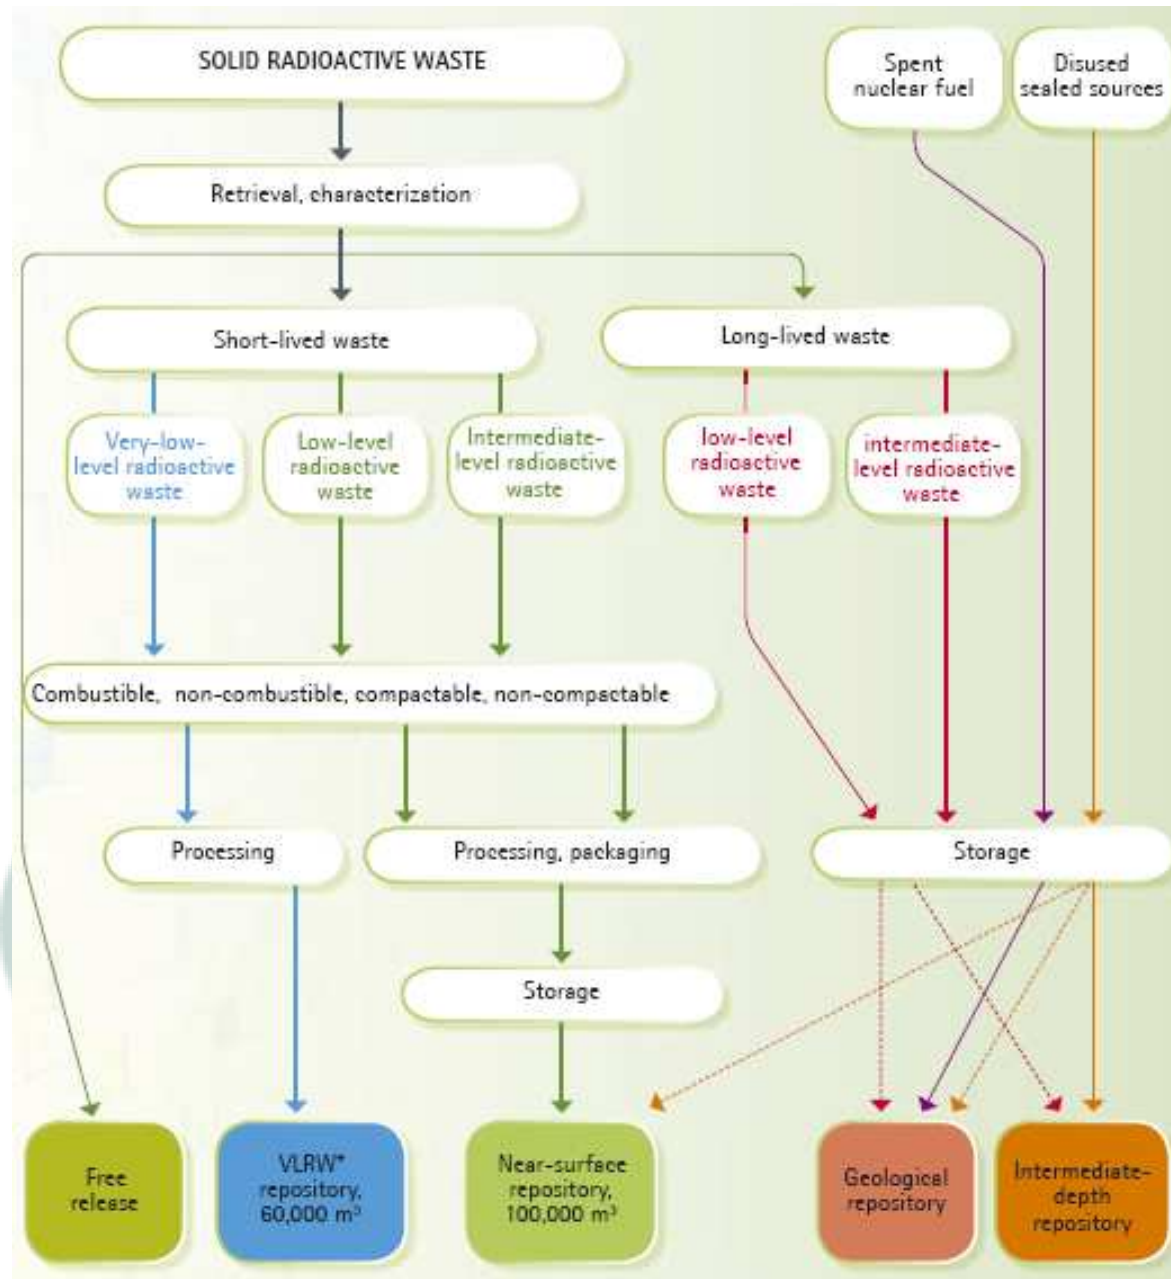 SOLID RADIOACTIVE WASTE
Spent
nuclear fuel
Disused
sealed sources
Retrieval, characterization
Short-lived waste
Long-lived waste
Very-low-
level radioactive
waste
Low-level
radioactive
waste
Intermediate-
level radioactive
waste
low-level
radioactive
waste
intermediate-
level radioactive
waste
Combustible, non-combustible, compactable, non-compactable
Processing
Processing, packaging
Storage
Storage
Free
release
VLRW*
repository,
60,000 m³
Near-surface
repository,
100,000 m³
Geological
repository
Intermediate-
depth
repository